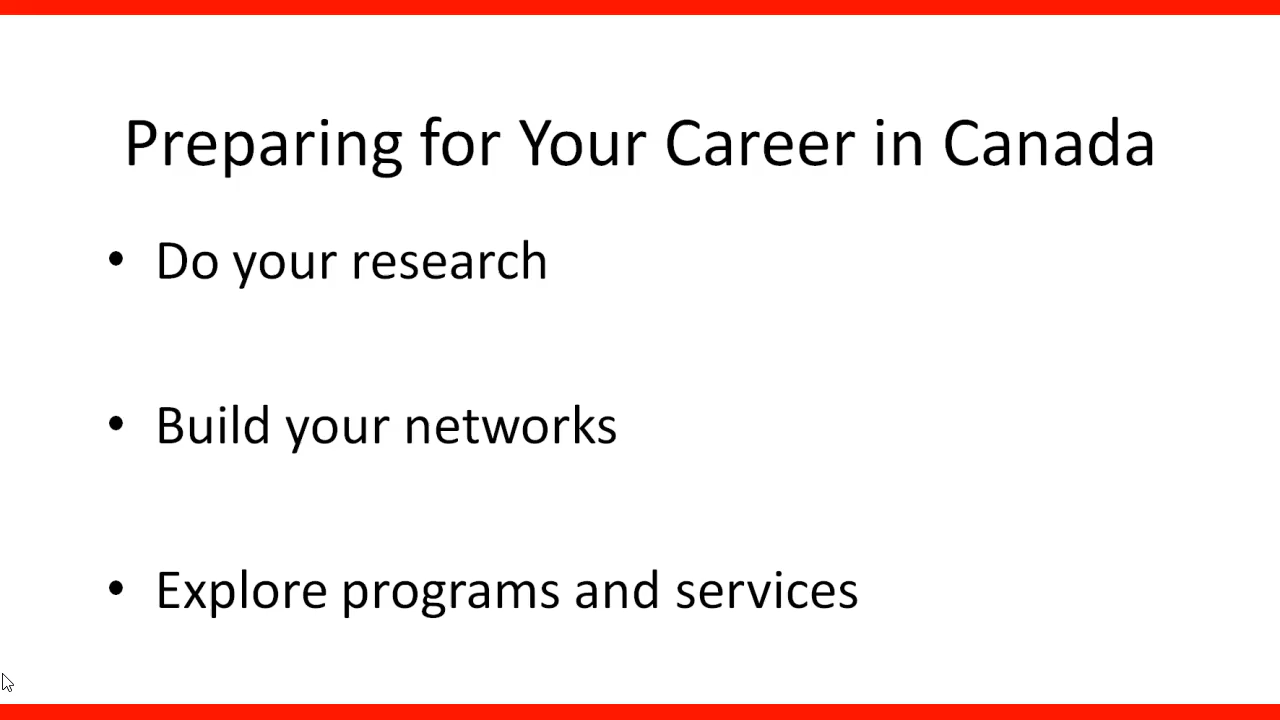 Preparing for Your Career in Canada
• Do your research
• Build your networks
• Explore programs and services